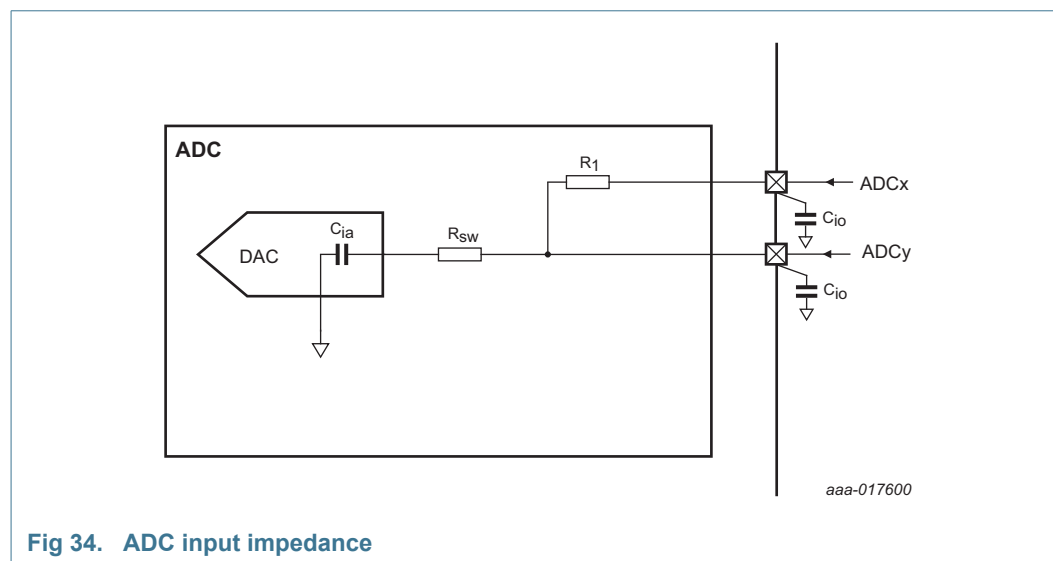 ADC
R1
ADCx
Cio
Cia
Rsw
DAC
ADCy
Cio
aaa-017600
Fig 34. ADC input impedance